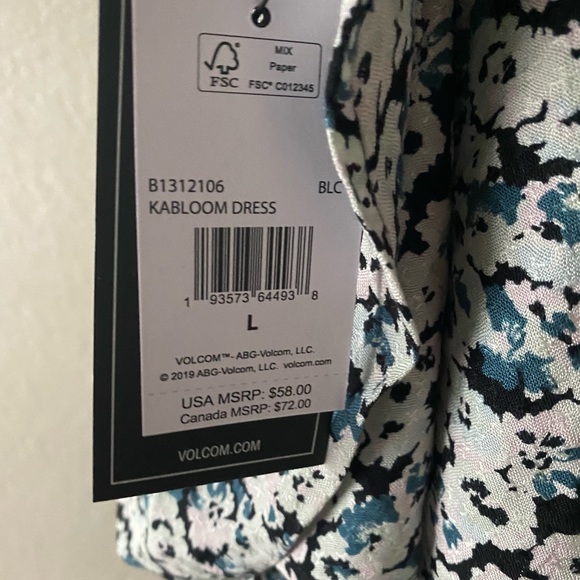 MIX
Paper
FSC
FSC® C012345
B1312106 BLC
KABLOOM DRESS
1 93573 64493 8
L
VOLCOM™- ABG-Volcom, LLC.
© 2019 ABG-Volcom, LLC. volcom.com
USA MSRP: $58.00
Canada MSRP: $72.00
VOLCOM.COM